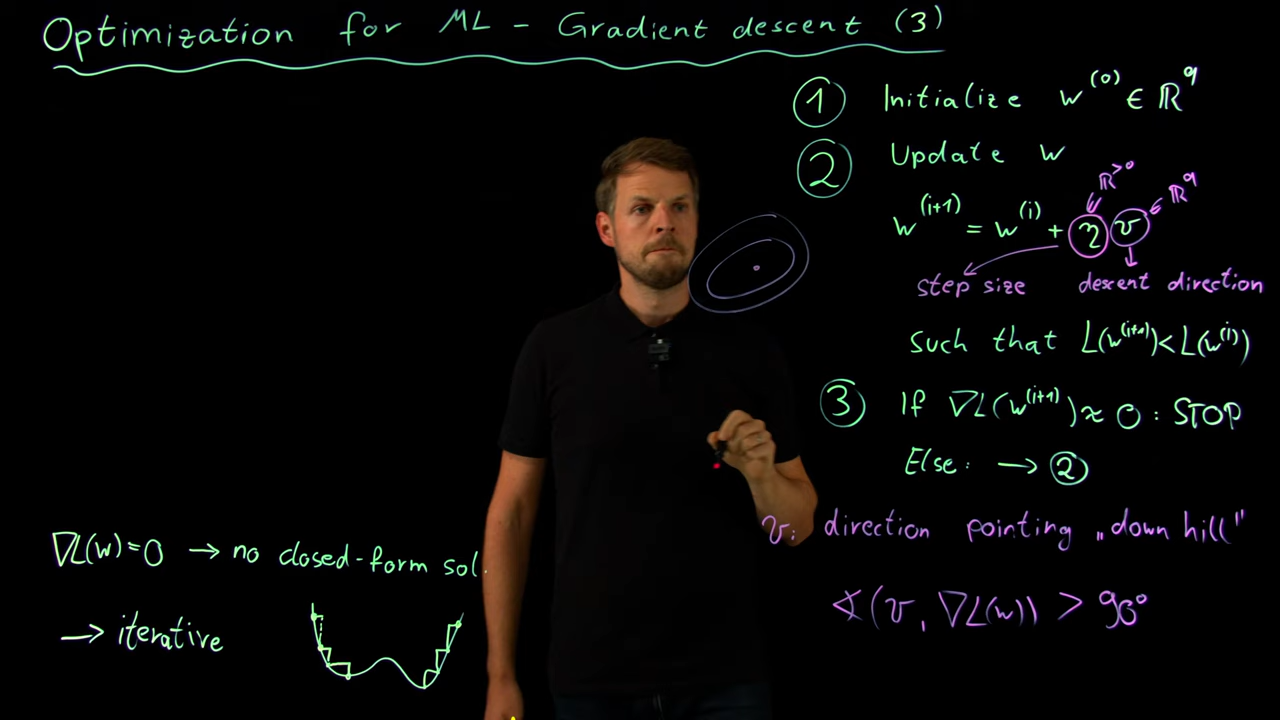 Optimization for ML - Gradient descent (3)
① Initialize w^(0) ∈ ℝ^q
② Update w
w^(i+1) = w^(i) + η v
ℝ^>0
ℝ^q
step size
descent direction
such that L(w^(i+1)) < L(w^(i))
③ If ∇L(w^(i+1)) ≈ 0 : STOP
Else: → ②
v: direction pointing „down hill"
∢(v, ∇L(w)) > 90°
∇L(w)=0 → no closed-form sol.
→ iterative